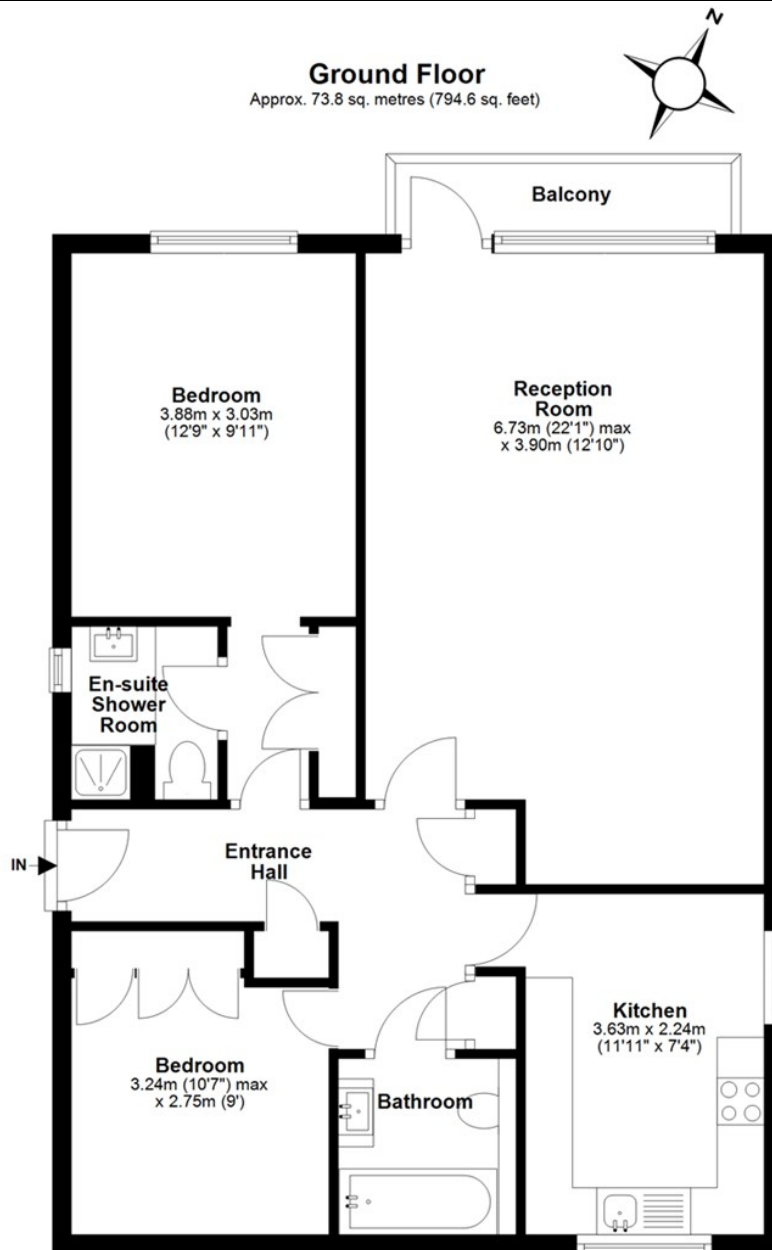 N
Ground Floor
Approx. 73.8 sq. metres (794.6 sq. feet)
Balcony
Bedroom
3.88m x 3.03m
(12'9" x 9'11")
Reception
Room
6.73m (22'1") max
x 3.90m (12'10")
En-suite
Shower
Room
IN
Entrance
Hall
Kitchen
3.63m x 2.24m
(11'11" x 7'4")
Bedroom
3.24m (10'7") max
x 2.75m (9')
Bathroom